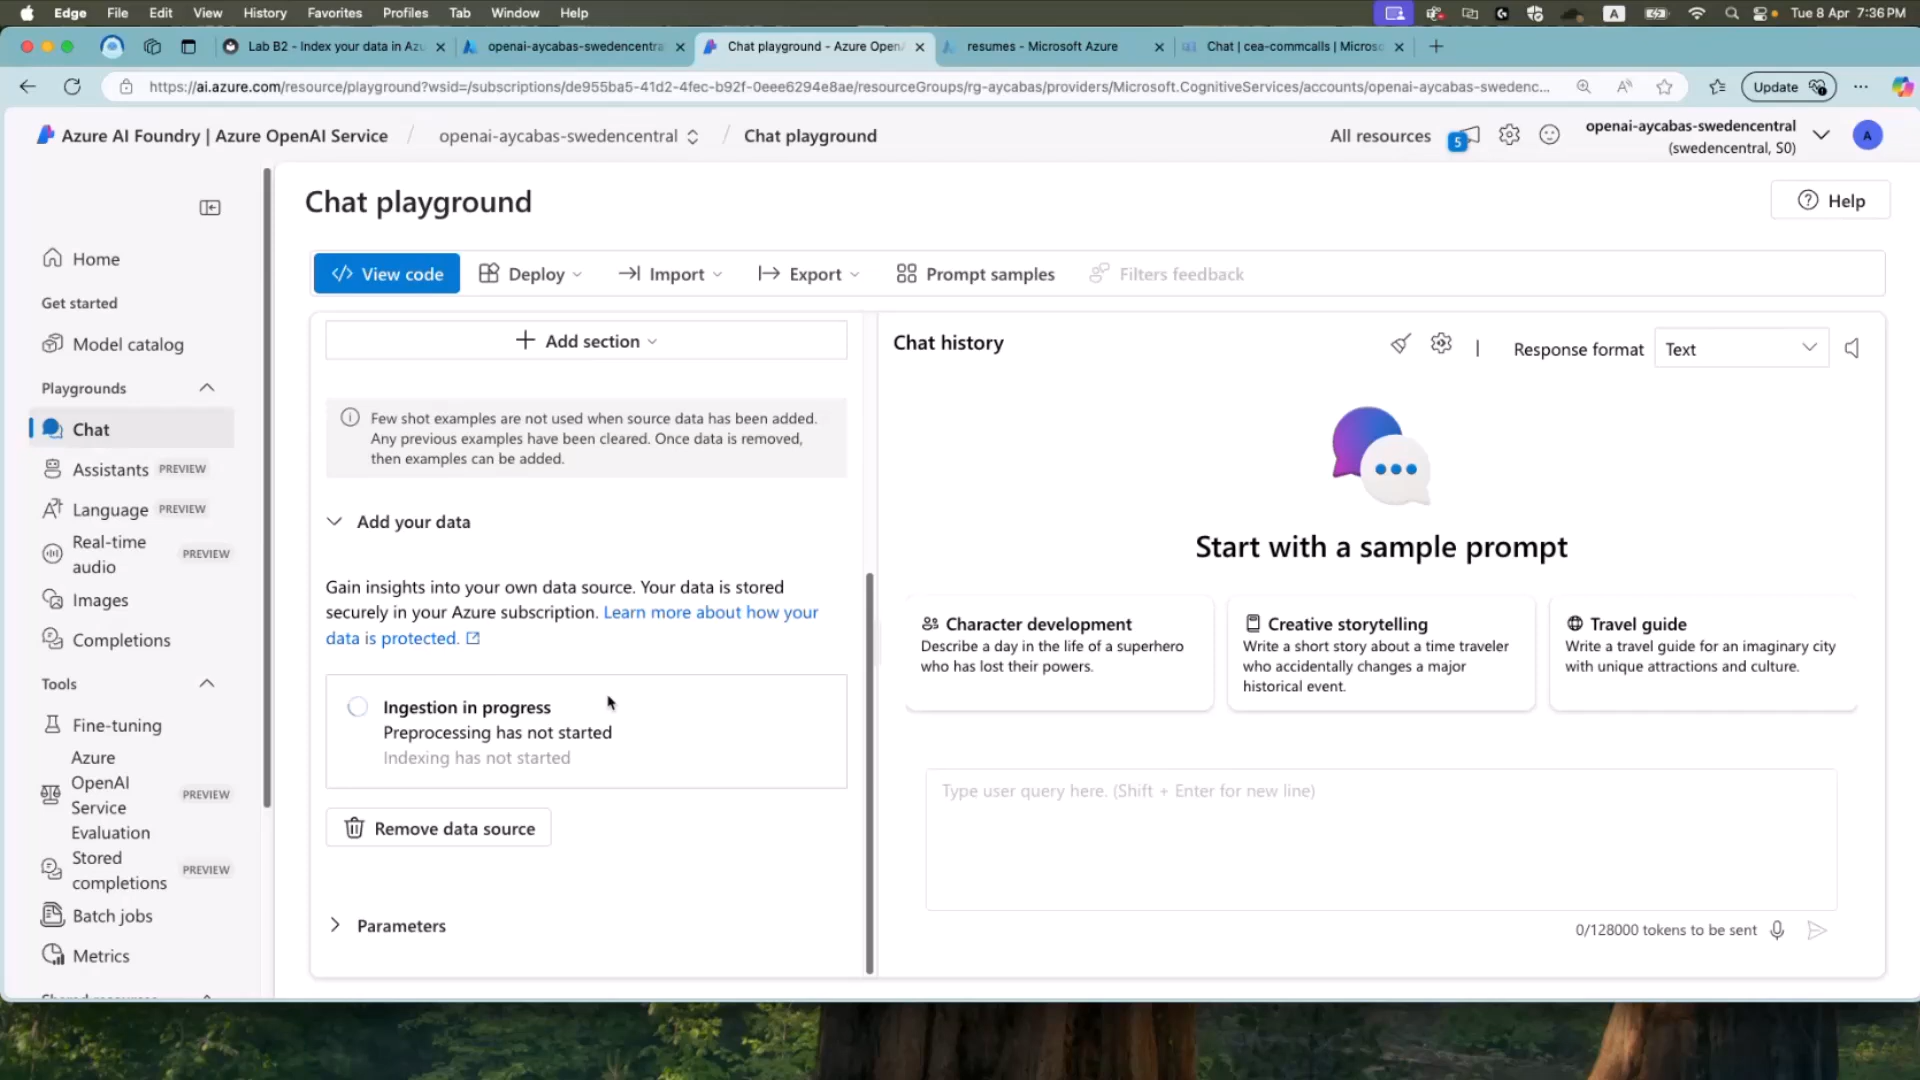 Edge File Edit View History Favorites Profiles Tab Window Help
A
Tue 8 Apr 7:36 PM
Lab B2 - Index your data in Azu
openai-aycabas-swedencentra
Chat playground - Azure Open
resumes - Microsoft Azure
Chat | cea-commcalls | Microso
https://ai.azure.com/resource/playground?wsid=/subscriptions/de955ba5-41d2-4fec-b92f-0eee6294e8ae/resourceGroups/rg-aycabas/providers/Microsoft.CognitiveServices/accounts/openai-aycabas-swedenc...
Update
Azure AI Foundry | Azure OpenAI Service / openai-aycabas-swedencentral / Chat playground
All resources
5
openai-aycabas-swedencentral
(swedencentral, S0)
A
Home
Get started
Model catalog
Playgrounds
Chat
Assistants PREVIEW
Language PREVIEW
Real-time
audio
PREVIEW
Images
Completions
Tools
Fine-tuning
Azure
OpenAI
Service
Evaluation
PREVIEW
Stored
completions
PREVIEW
Batch jobs
Metrics
Chat playground
Help
</> View code
Deploy
Import
Export
Prompt samples
Filters feedback
Add section
Few shot examples are not used when source data has been added.
Any previous examples have been cleared. Once data is removed,
then examples can be added.
Add your data
Gain insights into your own data source. Your data is stored
securely in your Azure subscription. Learn more about how your
data is protected.
Ingestion in progress
Preprocessing has not started
Indexing has not started
Remove data source
Parameters
Chat history
| Response format
Text
Start with a sample prompt
Character development
Describe a day in the life of a superhero
who has lost their powers.
Creative storytelling
Write a short story about a time traveler
who accidentally changes a major
historical event.
Travel guide
Write a travel guide for an imaginary city
with unique attractions and culture.
Type user query here. (Shift + Enter for new line)
0/128000 tokens to be sent